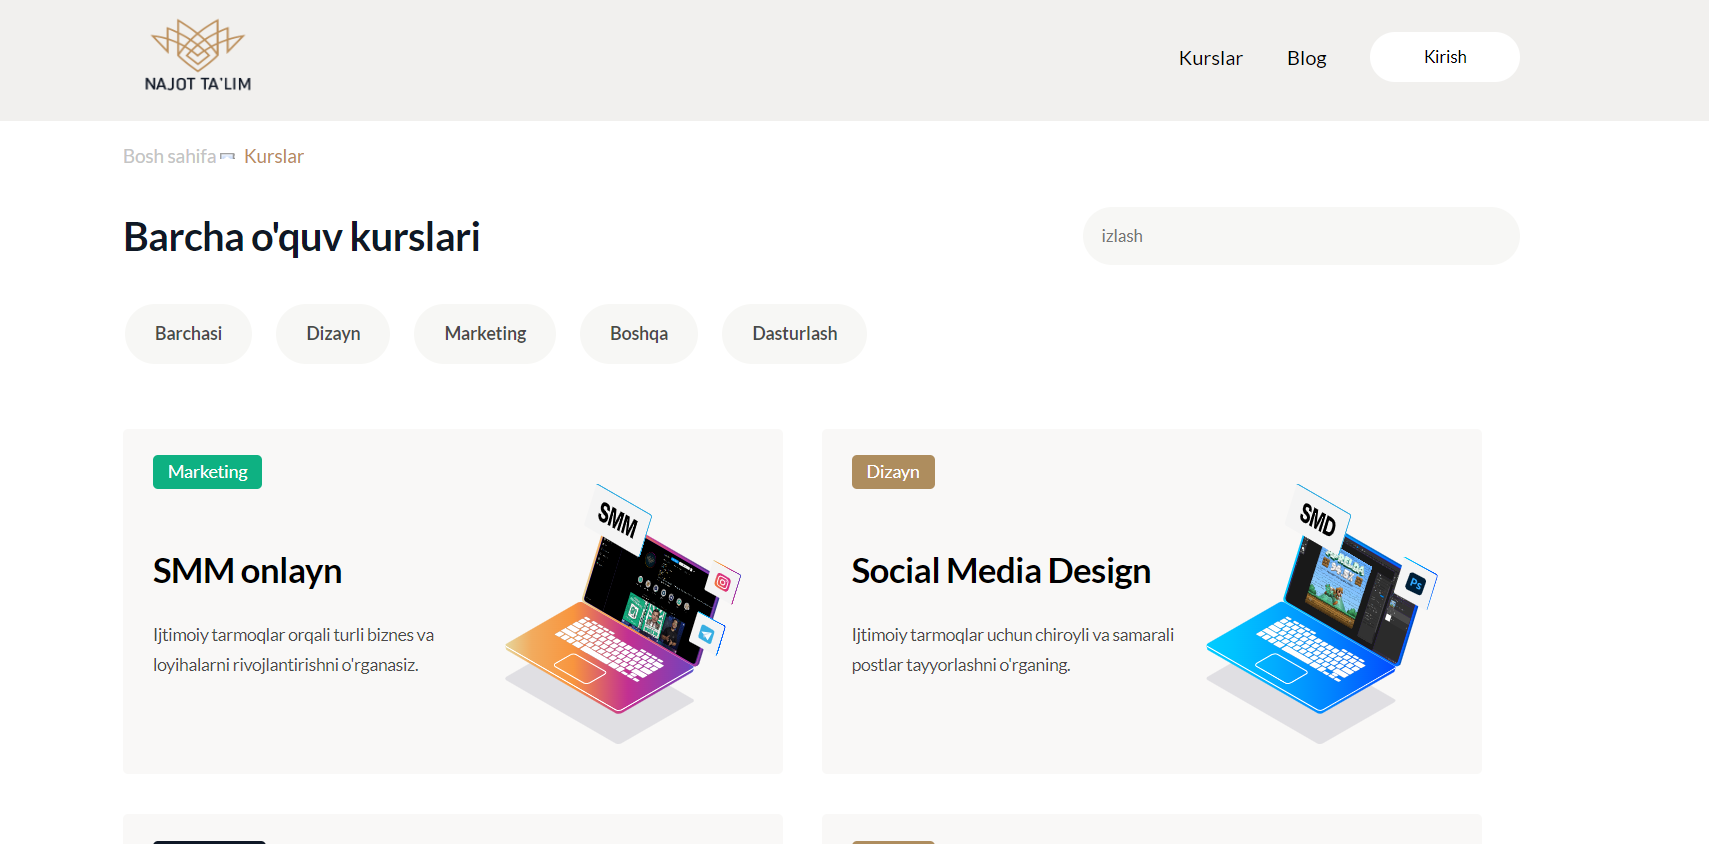 NAJOT TA'LIM
Kurslar
Blog
Kirish
Bosh sahifa
Kurslar
Barcha o'quv kurslari
izlash
Barchasi
Dizayn
Marketing
Boshqa
Dasturlash
Marketing
SMM onlayn
Ijtimoiy tarmoqlar orqali turli biznes va
loyihalarni rivojlantirishni o'rganasiz.
SMM
Dizayn
Social Media Design
Ijtimoiy tarmoqlar uchun chiroyli va samarali
postlar tayyorlashni o'rganing.
SMD
Ps